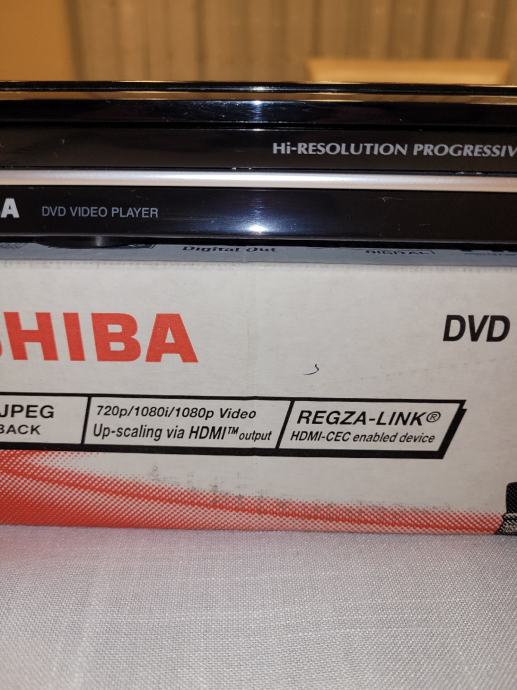 Hi-RESOLUTION PROGRESSIV
A DVD VIDEO PLAYER
Digital Out DIGITAL
SHIBA
DVD
JPEG
BACK
720p/1080i/1080p Video
Up-scaling via HDMI™ output
REGZA-LINK®
HDMI-CEC enabled device